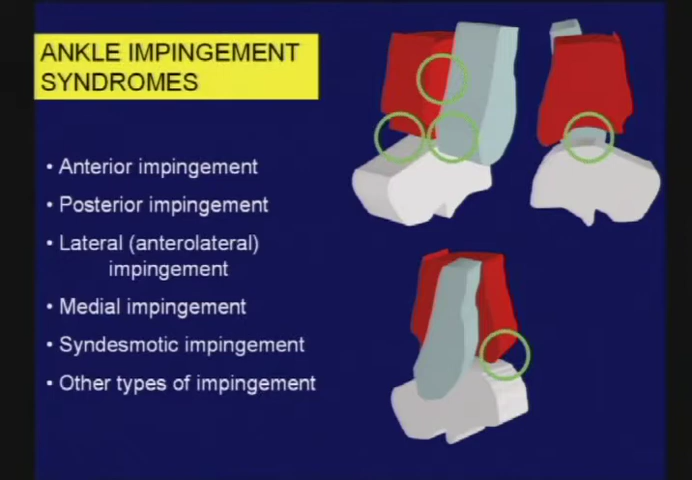 ANKLE IMPINGEMENT
SYNDROMES
• Anterior impingement
• Posterior impingement
• Lateral (anterolateral)
impingement
• Medial impingement
• Syndesmotic impingement
• Other types of impingement